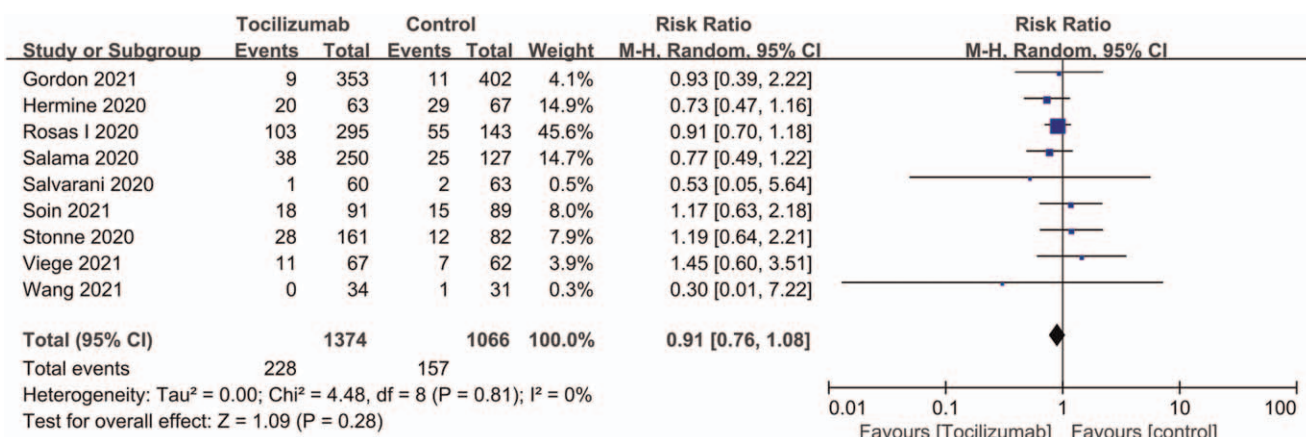 Tocilizumab Control Risk Ratio Risk Ratio
Study or Subgroup Events Total Events Total Weight M-H, Random, 95% CI M-H, Random, 95% CI
Gordon 2021 9 353 11 402 4.1% 0.93 [0.39, 2.22]
Hermine 2020 20 63 29 67 14.9% 0.73 [0.47, 1.16]
Rosas I 2020 103 295 55 143 45.6% 0.91 [0.70, 1.18]
Salama 2020 38 250 25 127 14.7% 0.77 [0.49, 1.22]
Salvarani 2020 1 60 2 63 0.5% 0.53 [0.05, 5.64]
Soin 2021 18 91 15 89 8.0% 1.17 [0.63, 2.18]
Stonne 2020 28 161 12 82 7.9% 1.19 [0.64, 2.21]
Viege 2021 11 67 7 62 3.9% 1.45 [0.60, 3.51]
Wang 2021 0 34 1 31 0.3% 0.30 [0.01, 7.22]
Total (95% CI) 1374 1066 100.0% 0.91 [0.76, 1.08]
Total events 228 157
Heterogeneity: Tau² = 0.00; Chi² = 4.48, df = 8 (P = 0.81); I² = 0%
Test for overall effect: Z = 1.09 (P = 0.28)
0.01 0.1 1 10 100
Favours [Tocilizumab] Favours [control]